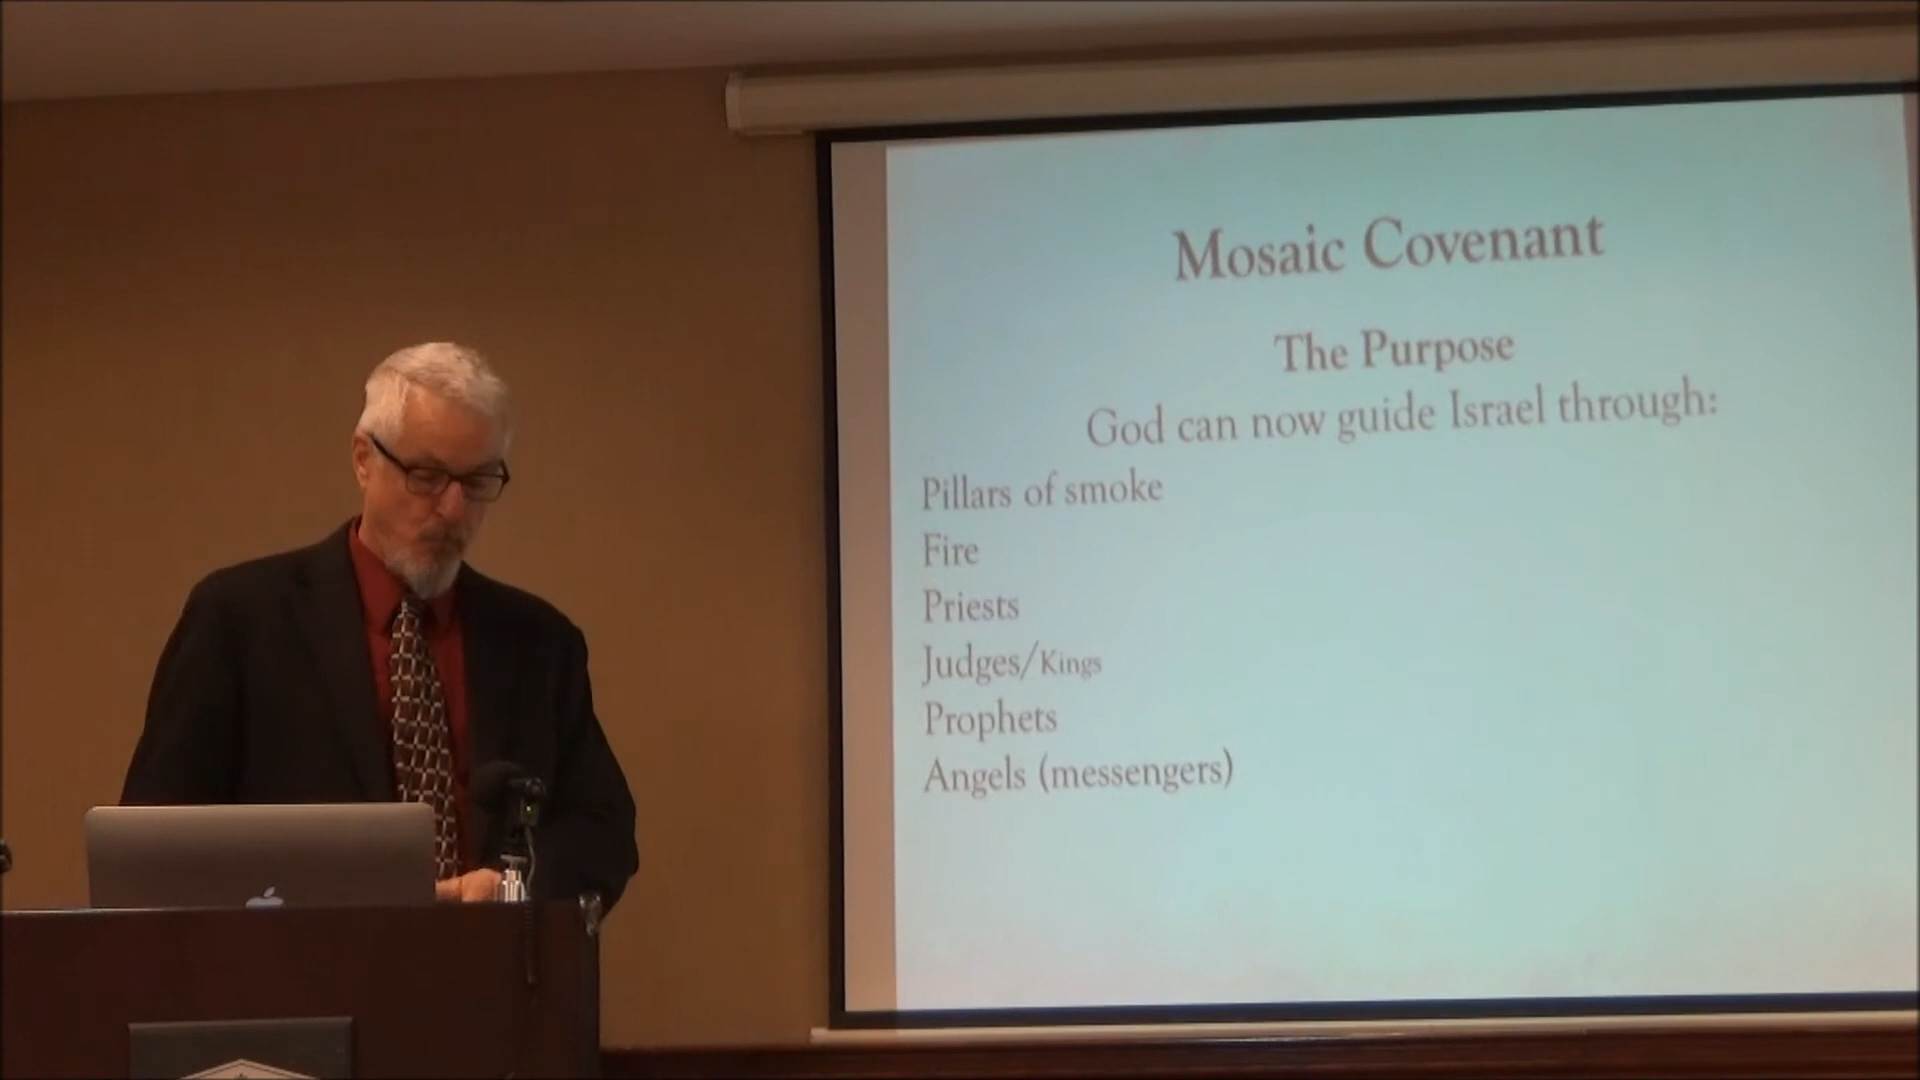 Mosaic Covenant
The Purpose
God can now guide Israel through:
Pillars of smoke
Fire
Priests
Judges/Kings
Prophets
Angels (messengers)